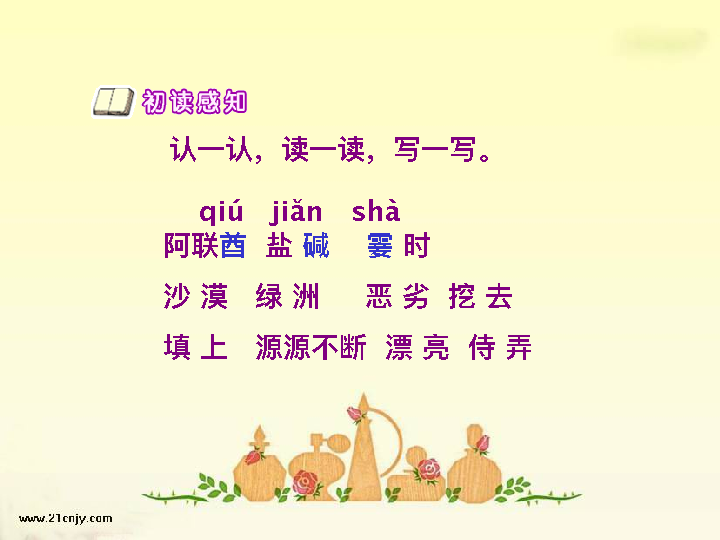 初读感知
认一认，读一读，写一写。
qiú jiǎn shà
阿联酋 盐 碱 霎 时
沙 漠 绿 洲 恶 劣 挖 去
填 上 源源不断 漂 亮 侍 弄
www.21cnjy.com